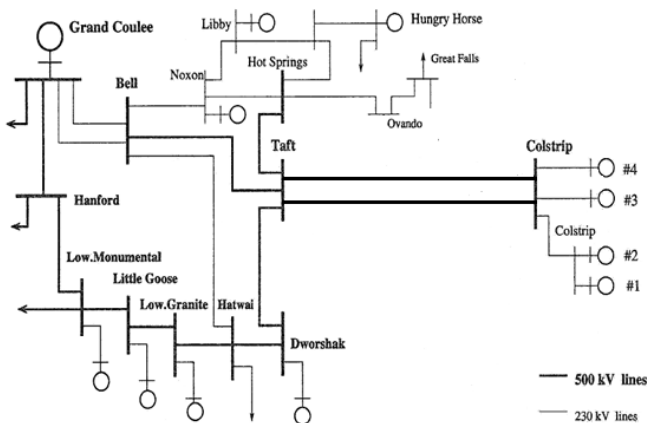 Grand Coulee
Libby
Hungry Horse
Noxon
Hot Springs
Great Falls
Bell
Ovando
Taft
Colstrip
#4
#3
Hanford
Colstrip
#2
#1
Low.Monumental
Little Goose
Low.Granite
Hatwai
Dworshak
500 kV lines
230 kV lines